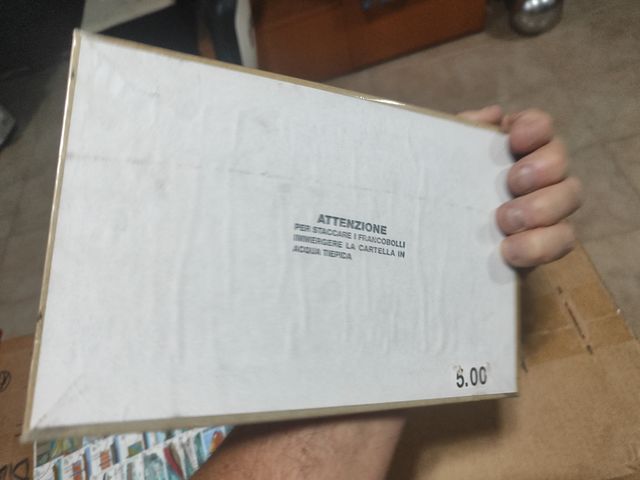 ATTENZIONE
PER STACCARE I FRANCOBOLLI
IMMERGERE LA CARTELLA IN
ACQUA TIEPIDA
5.00